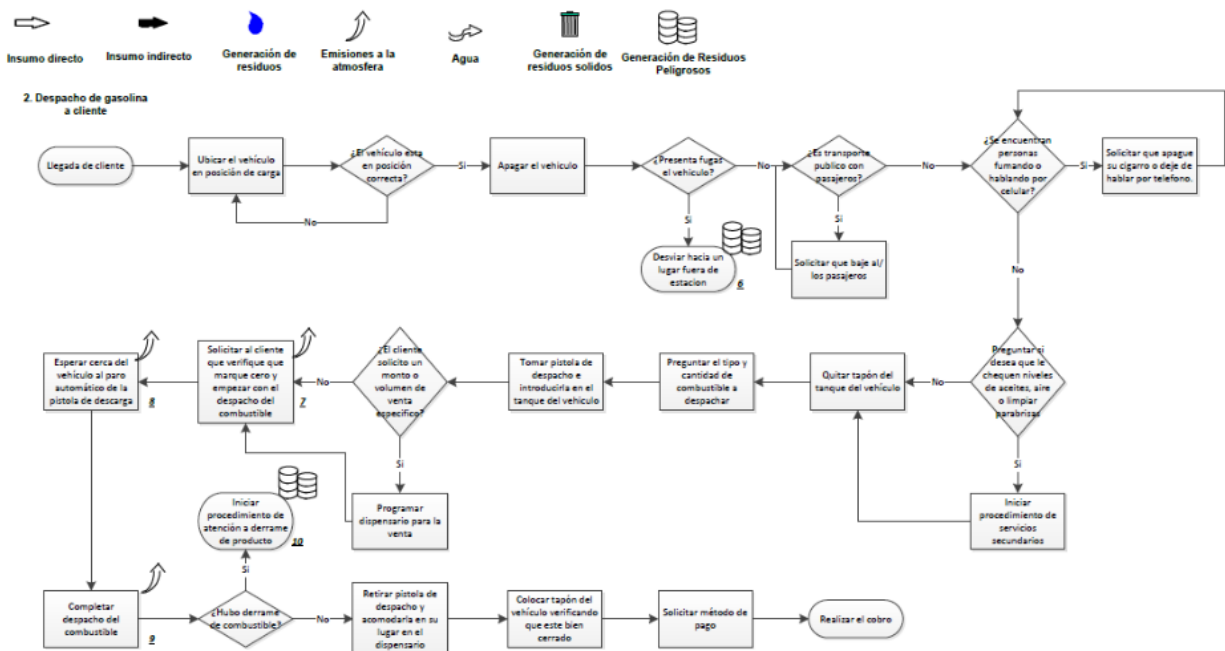 Insumo directo
Insumo indirecto
Generación de
residuos
Emisiones a la
atmosfera
Agua
Generación de
residuos solidos
Generación de Residuos
Peligrosos
2. Despacho de gasolina
a cliente
Llegada de cliente
Ubicar el vehículo
en posición de carga
¿El vehículo esta
en posición
correcta?
Si
No
Apagar el vehiculo
¿Presenta fugas
el vehículo?
No
Si
Desviar hacia un
lugar fuera de
estacion
6
¿Es transporte
publico con
pasajeros?
No
Si
Solicitar que baje al/
los pasajeros
¿Se encuentran
personas
fumando o
hablando por
celular?
Si
Solicitar que apague
su cigarro o deje de
hablar por telefono.
No
Preguntar si
desea que le
chequen niveles
de aceites, aire
o limpiar
parabrisas
No
Si
Iniciar
procedimiento de
servicios
secundarios
Quitar tapón del
tanque del vehículo
Preguntar el tipo y
cantidad de
combustible a
despachar
Tomar pistola de
despacho e
introducirla en el
tanque del vehículo
¿El cliente
solicito un
monto o
volumen de
venta
especifico?
No
Si
Programar
dispensario para la
venta
Solicitar al cliente
que verifique que
marque cero y
empezar con el
despacho del
combustible
7
Esperar cerca del
vehículo al paro
automático de la
pistola de descarga
8
Completar
despacho del
combustible
9
¿Hubo derrame
de combustible?
Si
Iniciar
procedimiento de
atención a derrame
de producto
10
No
Retirar pistola de
despacho y
acomodarla en su
lugar en el
dispensario
Colocar tapón del
vehículo verificando
que este bien
cerrado
Solicitar método de
pago
Realizar el cobro